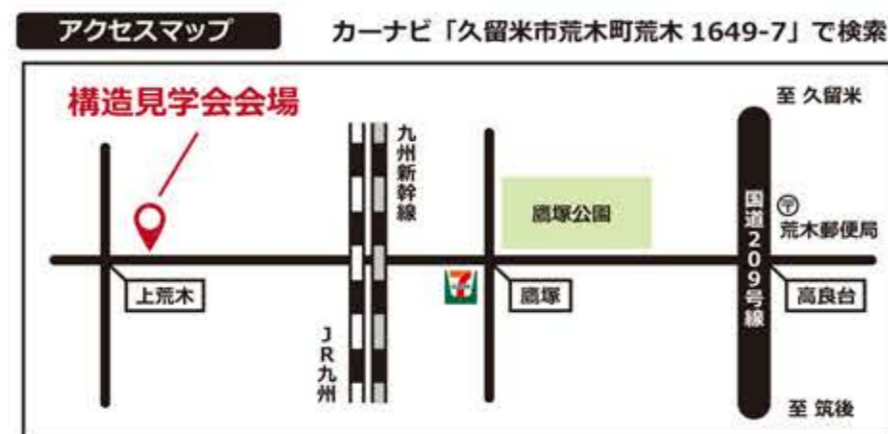 アクセスマップ
カーナビ「久留米市荒木町荒木 1649-7」で検索
構造見学会会場
至 久留米
九州新幹線
鷹塚公園
国道209号線
荒木郵便局
上荒木
7
鷹塚
高良台
JR九州
至 筑後